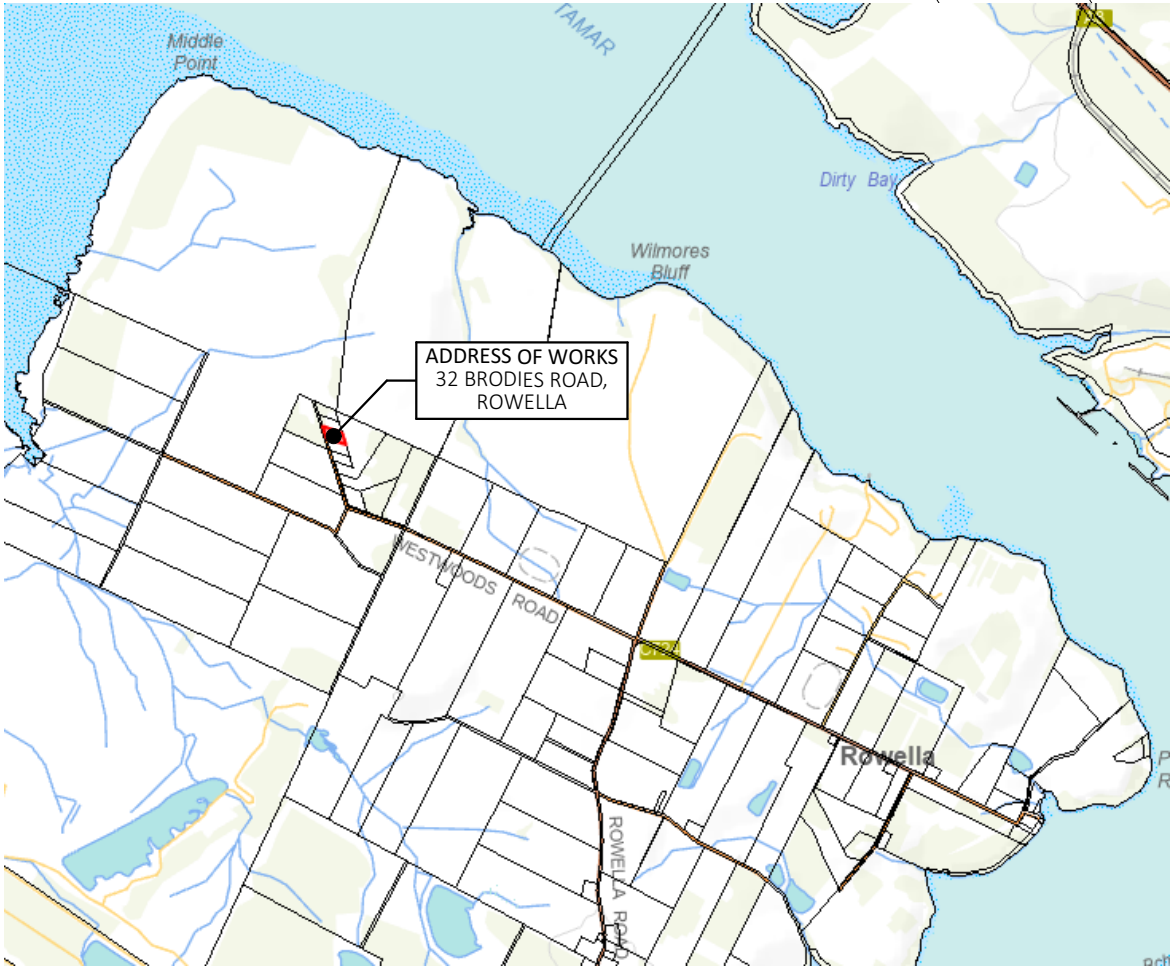 TAMAR
Middle
Point
Dirty Bay
Wilmores
Bluff
ADDRESS OF WORKS
32 BRODIES ROAD,
ROWELLA
WESTWOODS ROAD
Rowella
ROWELLA ROAD